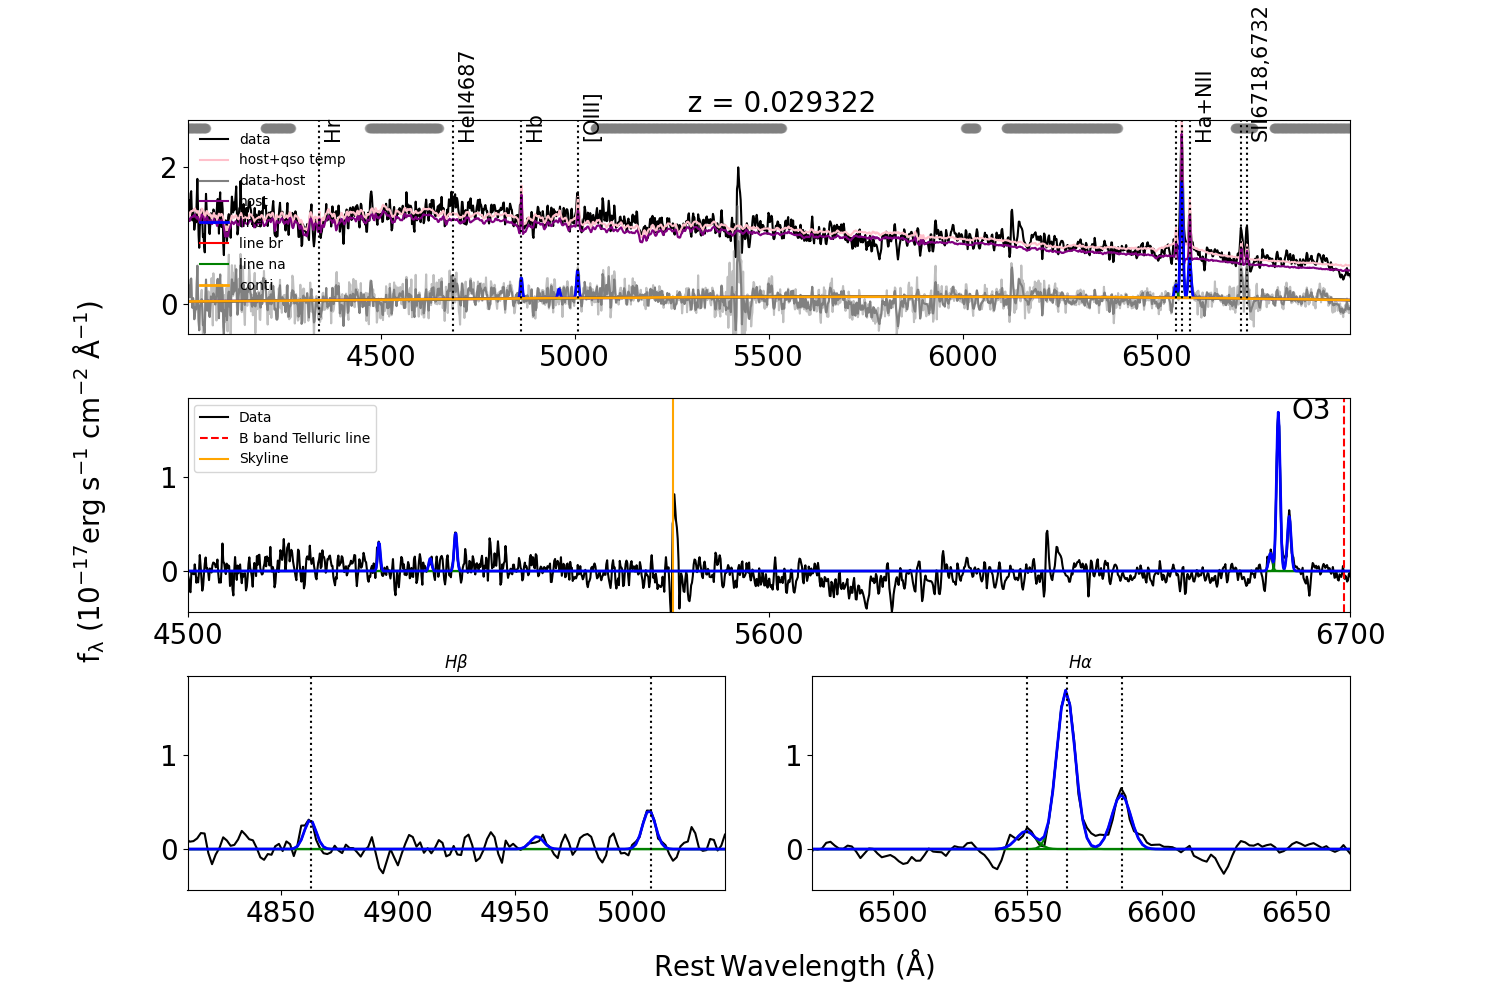 z = 0.029322
Hr
HeII4687
Hb
[OIII]
Ha+NII
SII6718,6732
data
host+qso temp
data-host
host
line br
line na
conti
2
0
4500
5000
5500
6000
6500
O3
Data
B band Telluric line
Skyline
1
0
4500
5600
6700
fλ (10⁻¹⁷erg s⁻¹ cm⁻² Å⁻¹)
Hβ
1
0
4850
4900
4950
5000
Hα
1
0
6500
6550
6600
6650
Rest Wavelength (Å)